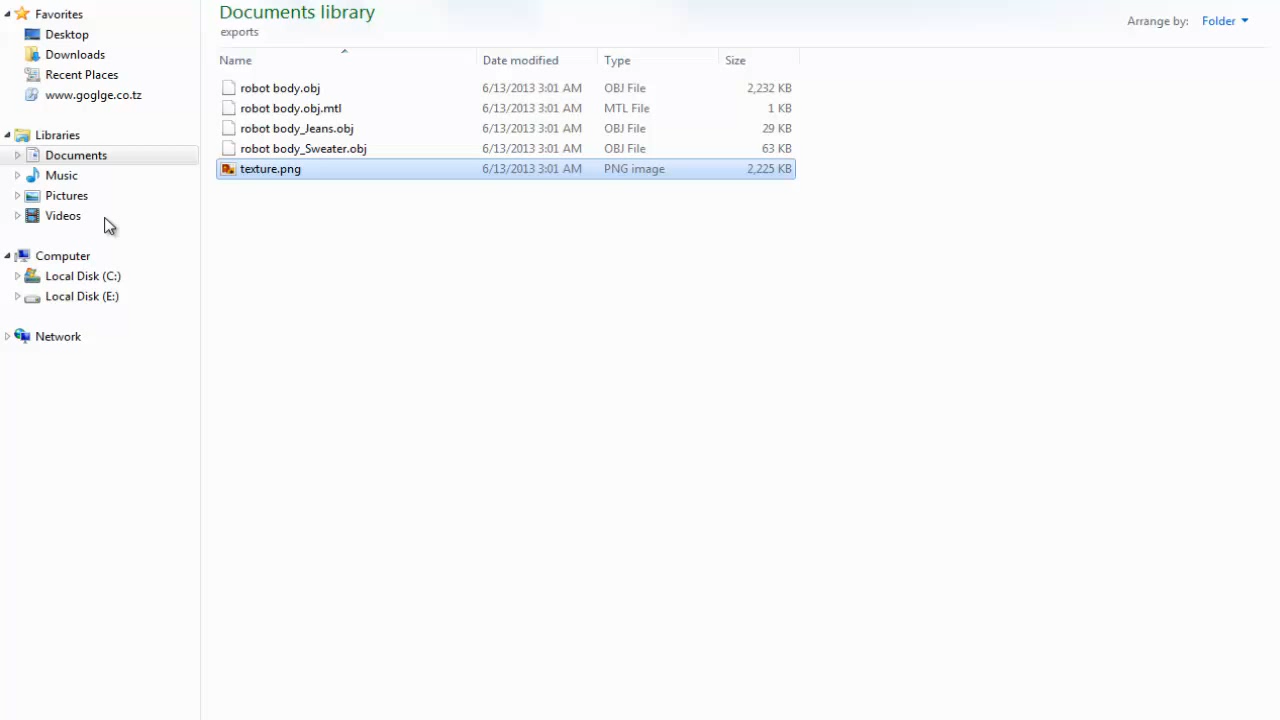 Favorites
Desktop
Downloads
Recent Places
www.goglge.co.tz
Libraries
Documents
Music
Pictures
Videos
Computer
Local Disk (C:)
Local Disk (E:)
Network
Documents library
exports
Arrange by: Folder
Name Date modified Type Size
robot body.obj 6/13/2013 3:01 AM OBJ File 2,232 KB
robot body.obj.mtl 6/13/2013 3:01 AM MTL File 1 KB
robot body_Jeans.obj 6/13/2013 3:01 AM OBJ File 29 KB
robot body_Sweater.obj 6/13/2013 3:01 AM OBJ File 63 KB
texture.png 6/13/2013 3:01 AM PNG image 2,225 KB